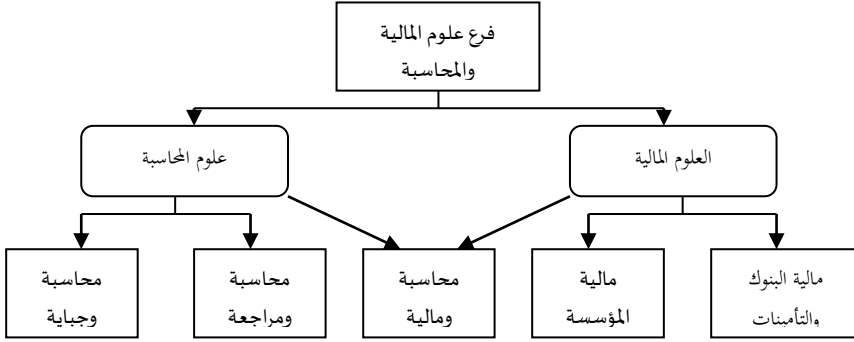 فرع علوم المالية
والمحاسبة
العلوم المالية
علوم المحاسبة
مالية البنوك
والتأمينات
مالية
المؤسسة
محاسبة
ومالية
محاسبة
ومراجعة
محاسبة
وجباية